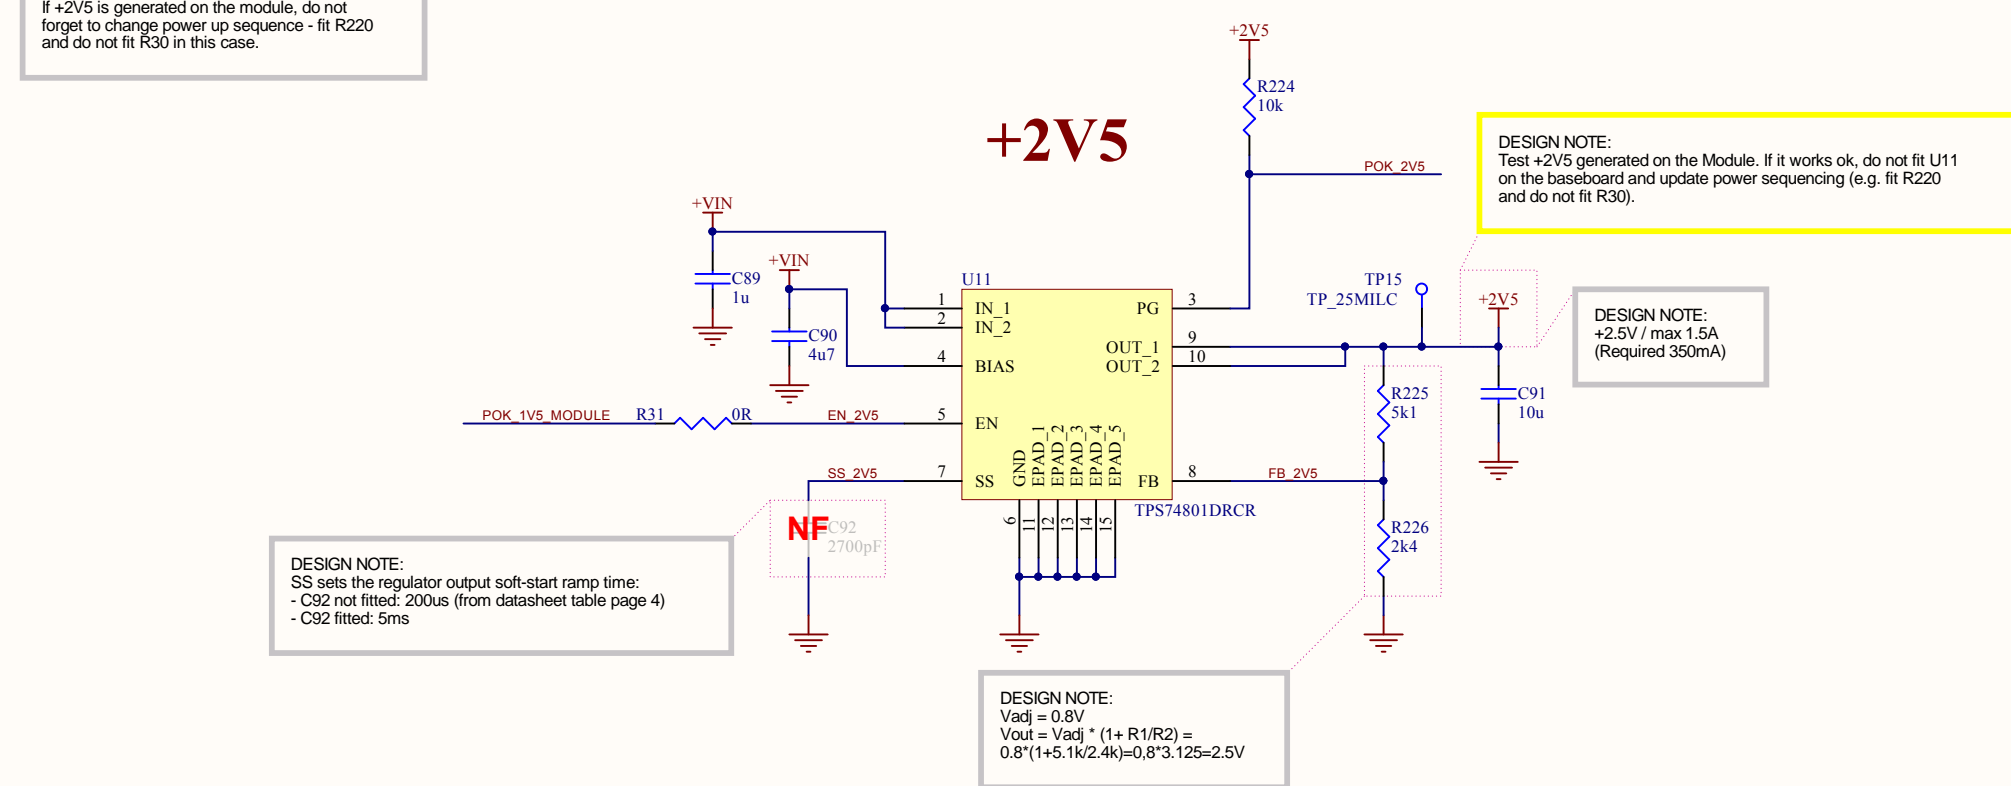 If +2V5 is generated on the module, do not
forget to change power up sequence - fit R220
and do not fit R30 in this case.
+2V5
+2V5
R224
10k
POK_2V5
DESIGN NOTE:
Test +2V5 generated on the Module. If it works ok, do not fit U11
on the baseboard and update power sequencing (e.g. fit R220
and do not fit R30).
+VIN
C89
1u
+VIN
C90
4u7
U11
1 IN_1
2 IN_2
4 BIAS
5 EN
7 SS
PG 3
OUT_1 9
OUT_2 10
FB 8
GND
EPAD_1
EPAD_2
EPAD_3
EPAD_4
EPAD_5
6
11
12
13
14
15
TPS74801DRCR
TP15
TP_25MILC
+2V5
DESIGN NOTE:
+2.5V / max 1.5A
(Required 350mA)
R225
5k1
C91
10u
POK_1V5_MODULE
R31
0R
EN_2V5
SS_2V5
FB_2V5
R226
2k4
NF
C92
2700pF
DESIGN NOTE:
SS sets the regulator output soft-start ramp time:
- C92 not fitted: 200us (from datasheet table page 4)
- C92 fitted: 5ms
DESIGN NOTE:
Vadj = 0.8V
Vout = Vadj * (1+ R1/R2) =
0.8*(1+5.1k/2.4k)=0,8*3.125=2.5V